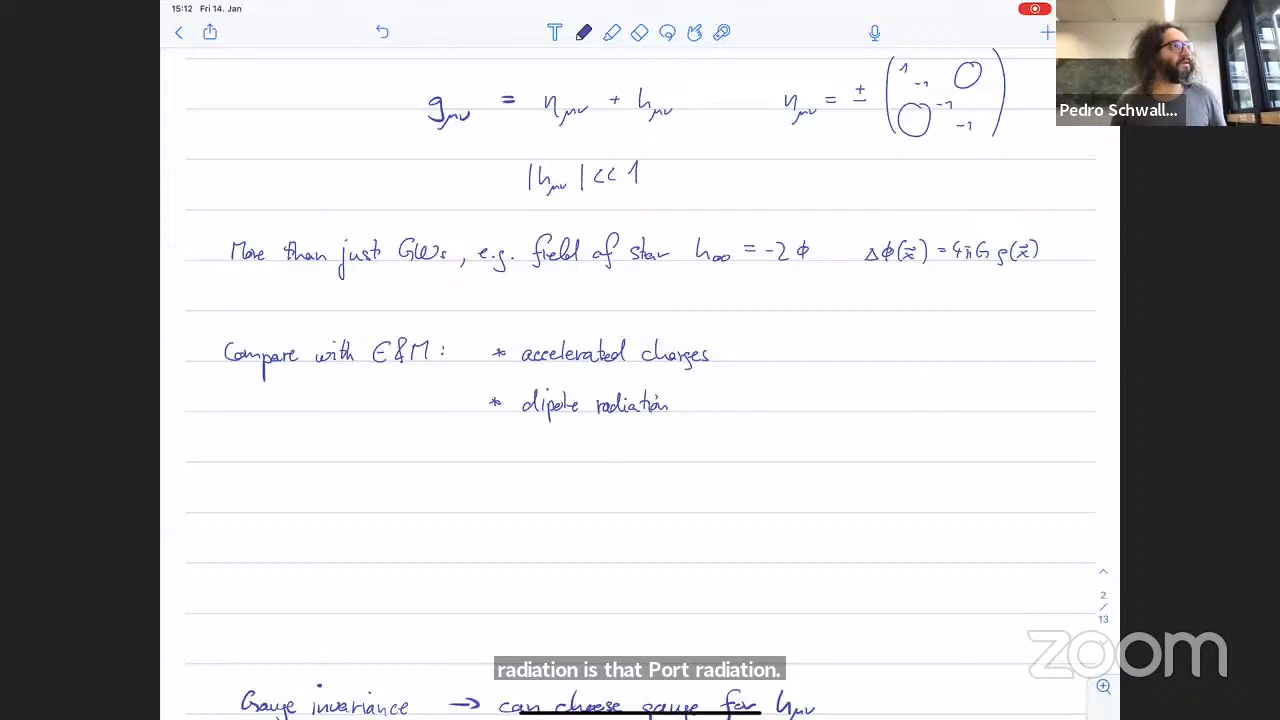 15:12 Fri 14. Jan
g_μν = η_μν + h_μν η_μν = ± (1 -1 -1 -1)
Pedro Schwall...
|h_μν| << 1
More than just GWs, e.g. field of star h_00 = -2 ϕ Δϕ(x⃗) = 4πG ρ(x⃗)
Compare with E&M: * accelerated charges
* dipole radiation
2
/
13
zoom
radiation is that Port radiation.
Gauge invariance → can choose gauge for h_μν